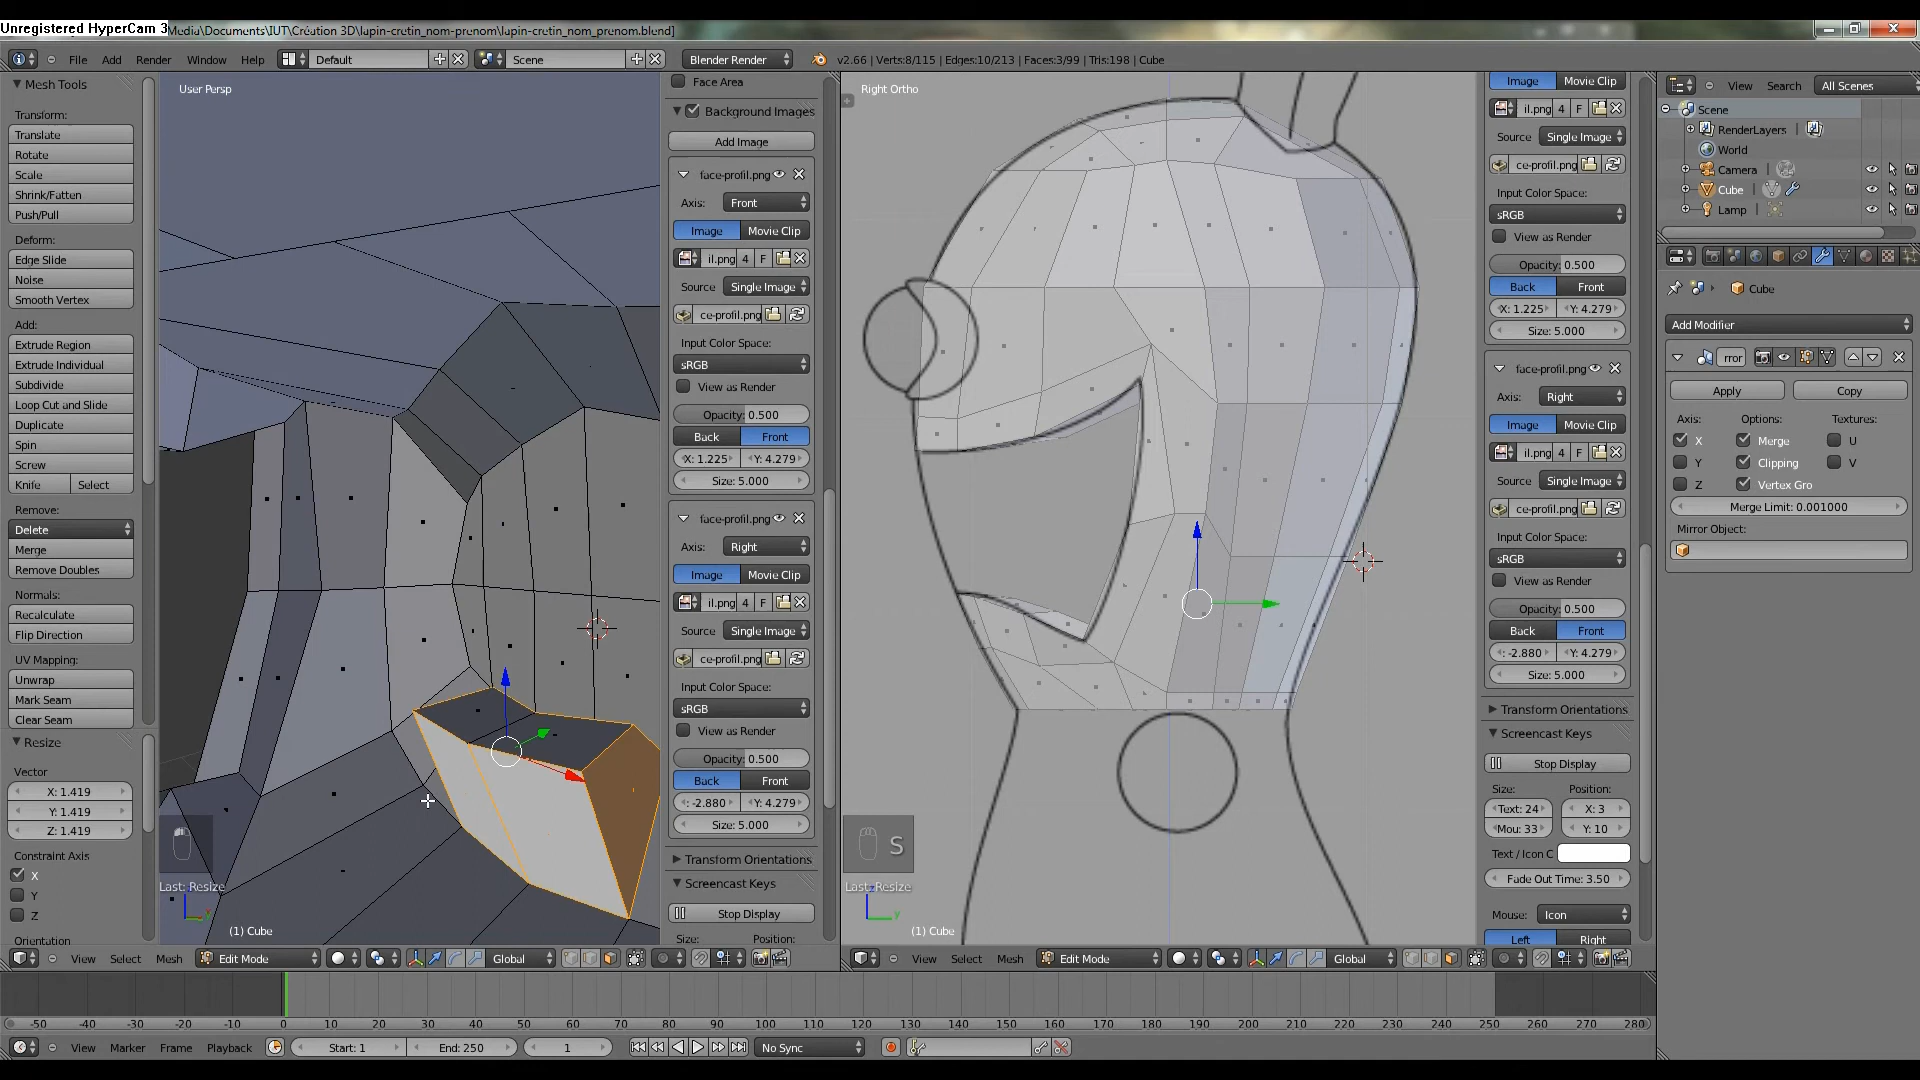 Unregistered HyperCam 3
Media\Documents\IUT\Création 3D\lapin-cretin_nom-prenom\lapin-cretin_nom_prenom.blend]
File Add Render Window Help Default Scene Blender Render v2.66 | Verts:8/115 | Edges:10/213 | Faces:3/99 | Tris:198 | Cube
Mesh Tools
Transform:
Translate
Rotate
Scale
Shrink/Fatten
Push/Pull
Deform:
Edge Slide
Noise
Smooth Vertex
Add:
Extrude Region
Extrude Individual
Subdivide
Loop Cut and Slide
Duplicate
Spin
Screw
Knife Select
Remove:
Delete
Merge
Remove Doubles
Normals:
Recalculate
Flip Direction
UV Mapping:
Unwrap
Mark Seam
Clear Seam
Resize
Vector
X: 1.419
Y: 1.419
Z: 1.419
Constraint Axis
X
Y
Z
Orientation
User Persp
Last: Resize
(1) Cube
Face Area
Background Images
Add Image
face-profil.png
Axis: Front
Image Movie Clip
il.png 4 F
Source Single Image
ce-profil.png
Input Color Space:
sRGB
View as Render
Opacity: 0.500
Back Front
X: 1.225 Y: 4.279
Size: 5.000
face-profil.png
Axis: Right
Image Movie Clip
il.png 4 F
Source Single Image
ce-profil.png
Input Color Space:
sRGB
View as Render
Opacity: 0.500
Back Front
: -2.880 Y: 4.279
Size: 5.000
Transform Orientations
Screencast Keys
Stop Display
Size: Position:
Right Ortho
S
Last: Resize
(1) Cube
Image Movie Clip
il.png 4 F
Source Single Image
ce-profil.png
Input Color Space:
sRGB
View as Render
Opacity: 0.500
Back Front
X: 1.225 Y: 4.279
Size: 5.000
face-profil.png
Axis: Right
Image Movie Clip
il.png 4 F
Source Single Image
ce-profil.png
Input Color Space:
sRGB
View as Render
Opacity: 0.500
Back Front
: -2.880 Y: 4.279
Size: 5.000
Transform Orientations
Screencast Keys
Stop Display
Size: Position:
Text: 24 X: 3
Mou: 33 Y: 10
Text / Icon C
Fade Out Time: 3.50
Mouse: Icon
Left Right
View Search All Scenes
Scene
RenderLayers
World
Camera
Cube
Lamp
Cube
Add Modifier
rror
Apply Copy
Axis: Options: Textures:
X Merge U
Y Clipping V
Z Vertex Gro
Merge Limit: 0.001000
Mirror Object:
View Select Mesh Edit Mode Global
View Select Mesh Edit Mode Global
-50 -40 -30 -20 -10 0 10 20 30 40 50 60 70 80 90 100 110 120 130 140 150 160 170 180 190 200 210 220 230 240 250 260 270 280
View Marker Frame Playback Start: 1 End: 250 1 No Sync